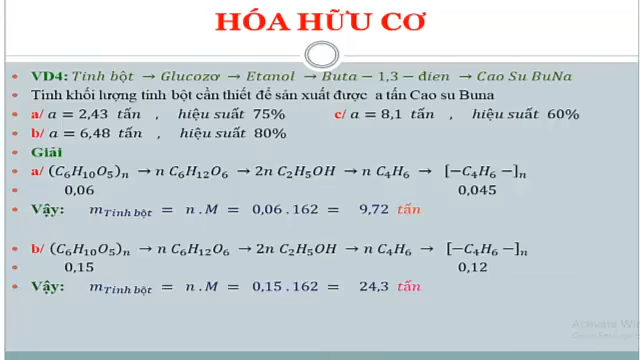 HÓA HỮU CƠ
VD4: Tinh bột → Glucozơ → Etanol → Buta − 1,3 − đien → Cao Su BuNa
Tính khối lượng tinh bột cần thiết để sản xuất được a tấn Cao su Buna
a/ a = 2,43 tấn , hiệu suất 75% c/ a = 8,1 tấn , hiệu suất 60%
b/ a = 6,48 tấn , hiệu suất 80%
Giải
a/ (C₆H₁₀O₅)ₙ → n C₆H₁₂O₆ → 2n C₂H₅OH → n C₄H₆ → [−C₄H₆ −]ₙ
0,06 0,045
Vậy: m Tinh bột = n . M = 0,06 . 162 = 9,72 tấn
b/ (C₆H₁₀O₅)ₙ → n C₆H₁₂O₆ → 2n C₂H₅OH → n C₄H₆ → [−C₄H₆ −]ₙ
0,15 0,12
Vậy: m Tinh bột = n . M = 0,15 . 162 = 24,3 tấn
Activate Win